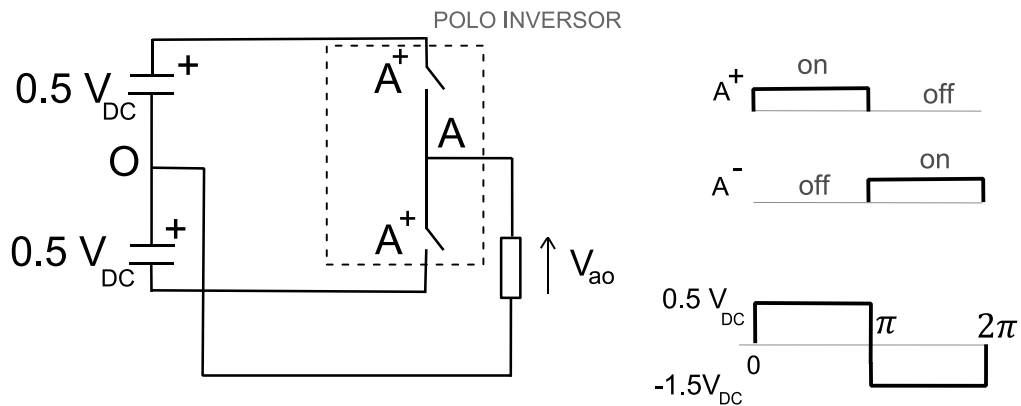 POLO INVERSOR
+
A+
0.5 VDC
A
O
+
A+
0.5 VDC
Vao
A+
on
off
A-
off
on
0.5 VDC
π
2π
0
-1.5VDC